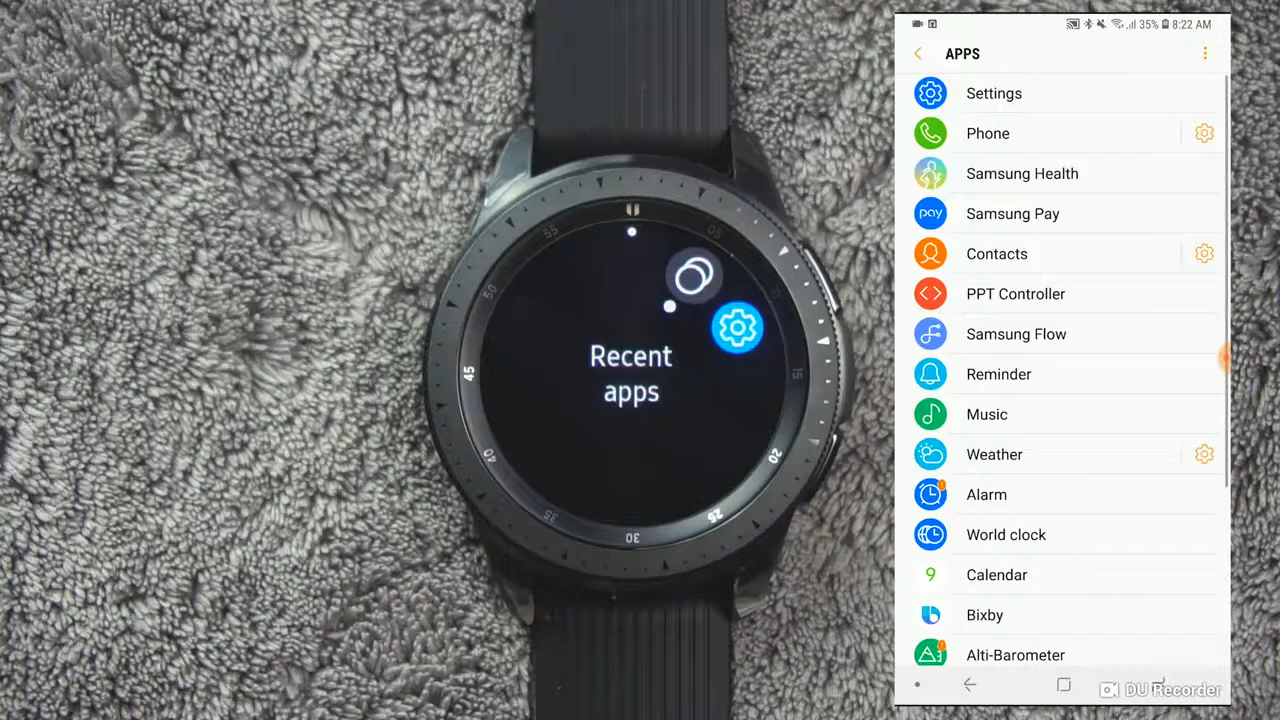 55
05
50
15
45
40
20
35
25
30
Recent
apps
35%
8:22 AM
APPS
Settings
Phone
Samsung Health
pay
Samsung Pay
Contacts
PPT Controller
Samsung Flow
Reminder
Music
Weather
Alarm
World clock
9
Calendar
Bixby
Alti-Barometer
DU Recorder